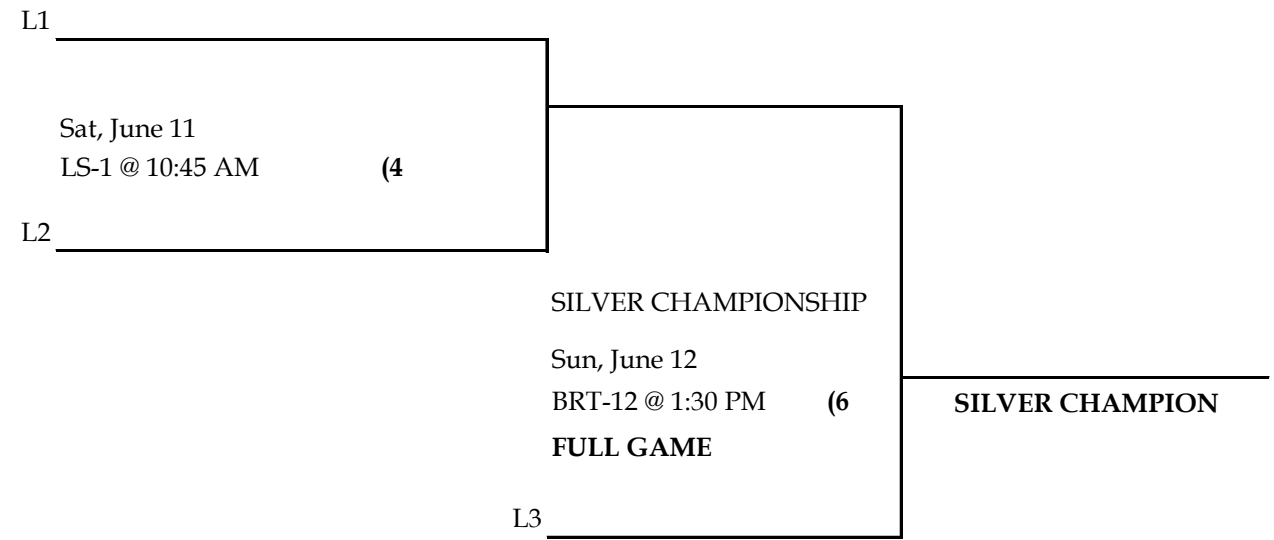 L1
Sat, June 11
LS-1 @ 10:45 AM (4
L2
SILVER CHAMPIONSHIP
Sun, June 12
BRT-12 @ 1:30 PM (6
SILVER CHAMPION
FULL GAME
L3